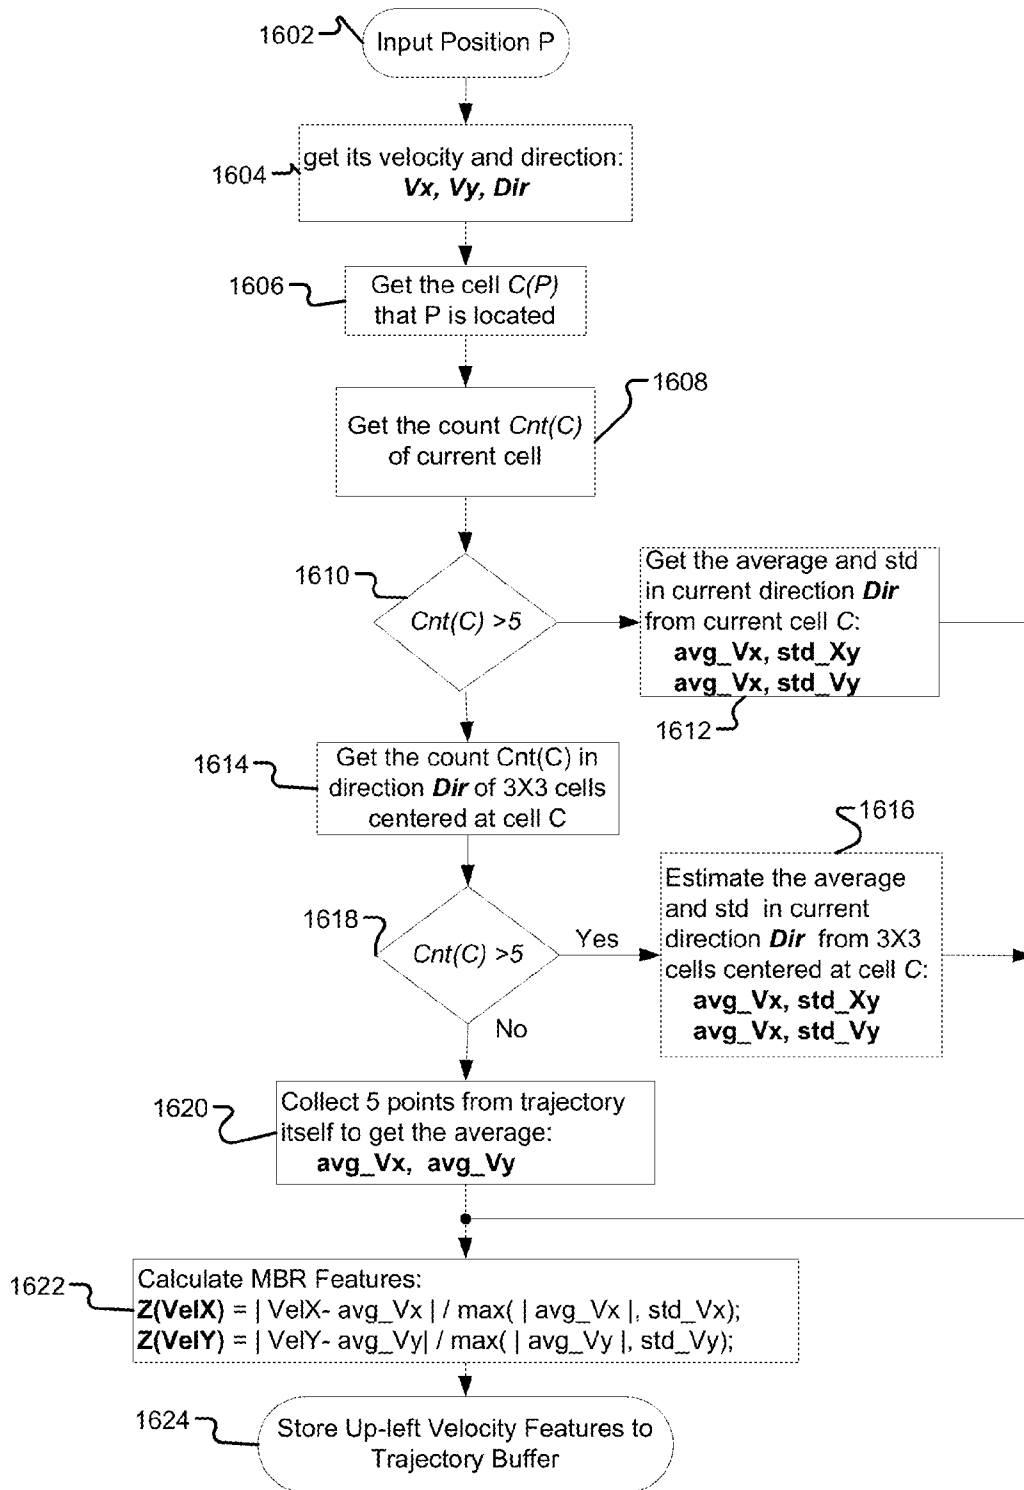 1602
Input Position P
1604
get its velocity and direction:
Vx, Vy, Dir
1606
Get the cell C(P)
that P is located
1608
Get the count Cnt(C)
of current cell
1610
Cnt(C) >5
Get the average and std
in current direction Dir
from current cell C:
avg_Vx, std_Xy
avg_Vx, std_Vy
1612
1614
Get the count Cnt(C) in
direction Dir of 3X3 cells
centered at cell C
1616
Estimate the average
and std in current
direction Dir from 3X3
cells centered at cell C:
avg_Vx, std_Xy
avg_Vx, std_Vy
1618
Cnt(C) >5
Yes
No
1620
Collect 5 points from trajectory
itself to get the average:
avg_Vx, avg_Vy
1622
Calculate MBR Features:
Z(VelX) = | VelX- avg_Vx | / max( | avg_Vx |, std_Vx);
Z(VelY) = | VelY- avg_Vy| / max( | avg_Vy |, std_Vy);
1624
Store Up-left Velocity Features to
Trajectory Buffer